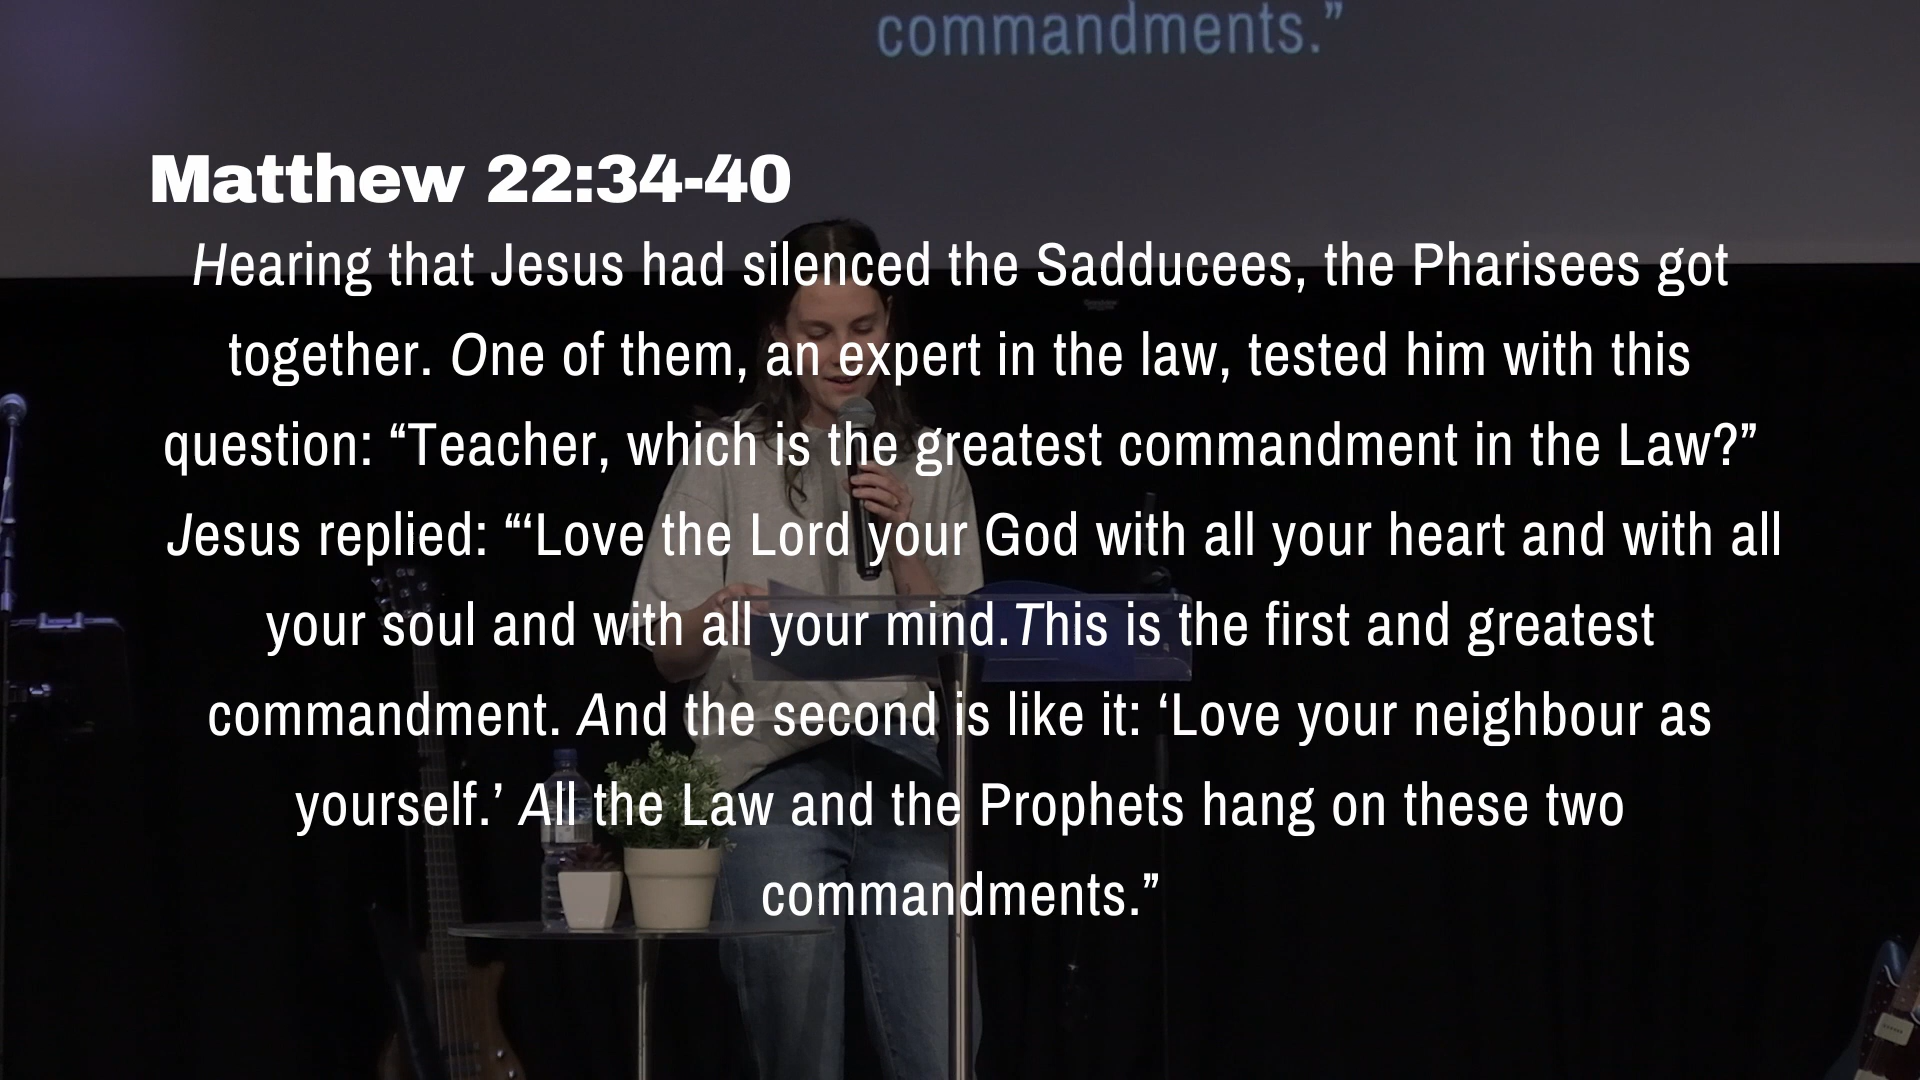 commandments.”
Matthew 22:34-40
Hearing that Jesus had silenced the Sadducees, the Pharisees got
together. One of them, an expert in the law, tested him with this
question: “Teacher, which is the greatest commandment in the Law?”
Jesus replied: “‘Love the Lord your God with all your heart and with all
your soul and with all your mind.This is the first and greatest
commandment. And the second is like it: ‘Love your neighbour as
yourself.’ All the Law and the Prophets hang on these two
commandments.”